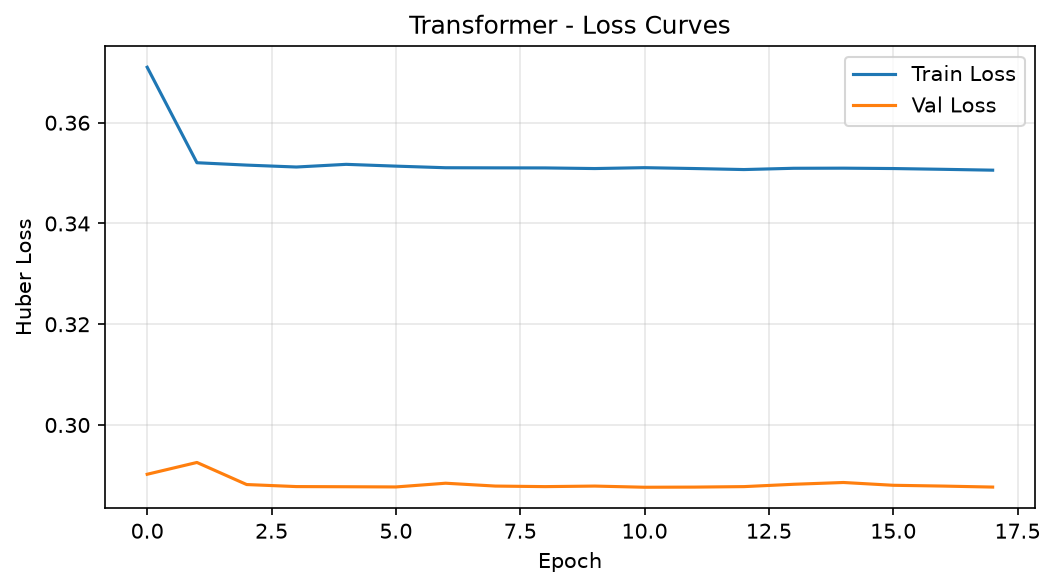 Transformer - Loss Curves
Train Loss
Val Loss
Huber Loss
0.36
0.34
0.32
0.30
0.0 2.5 5.0 7.5 10.0 12.5 15.0 17.5
Epoch